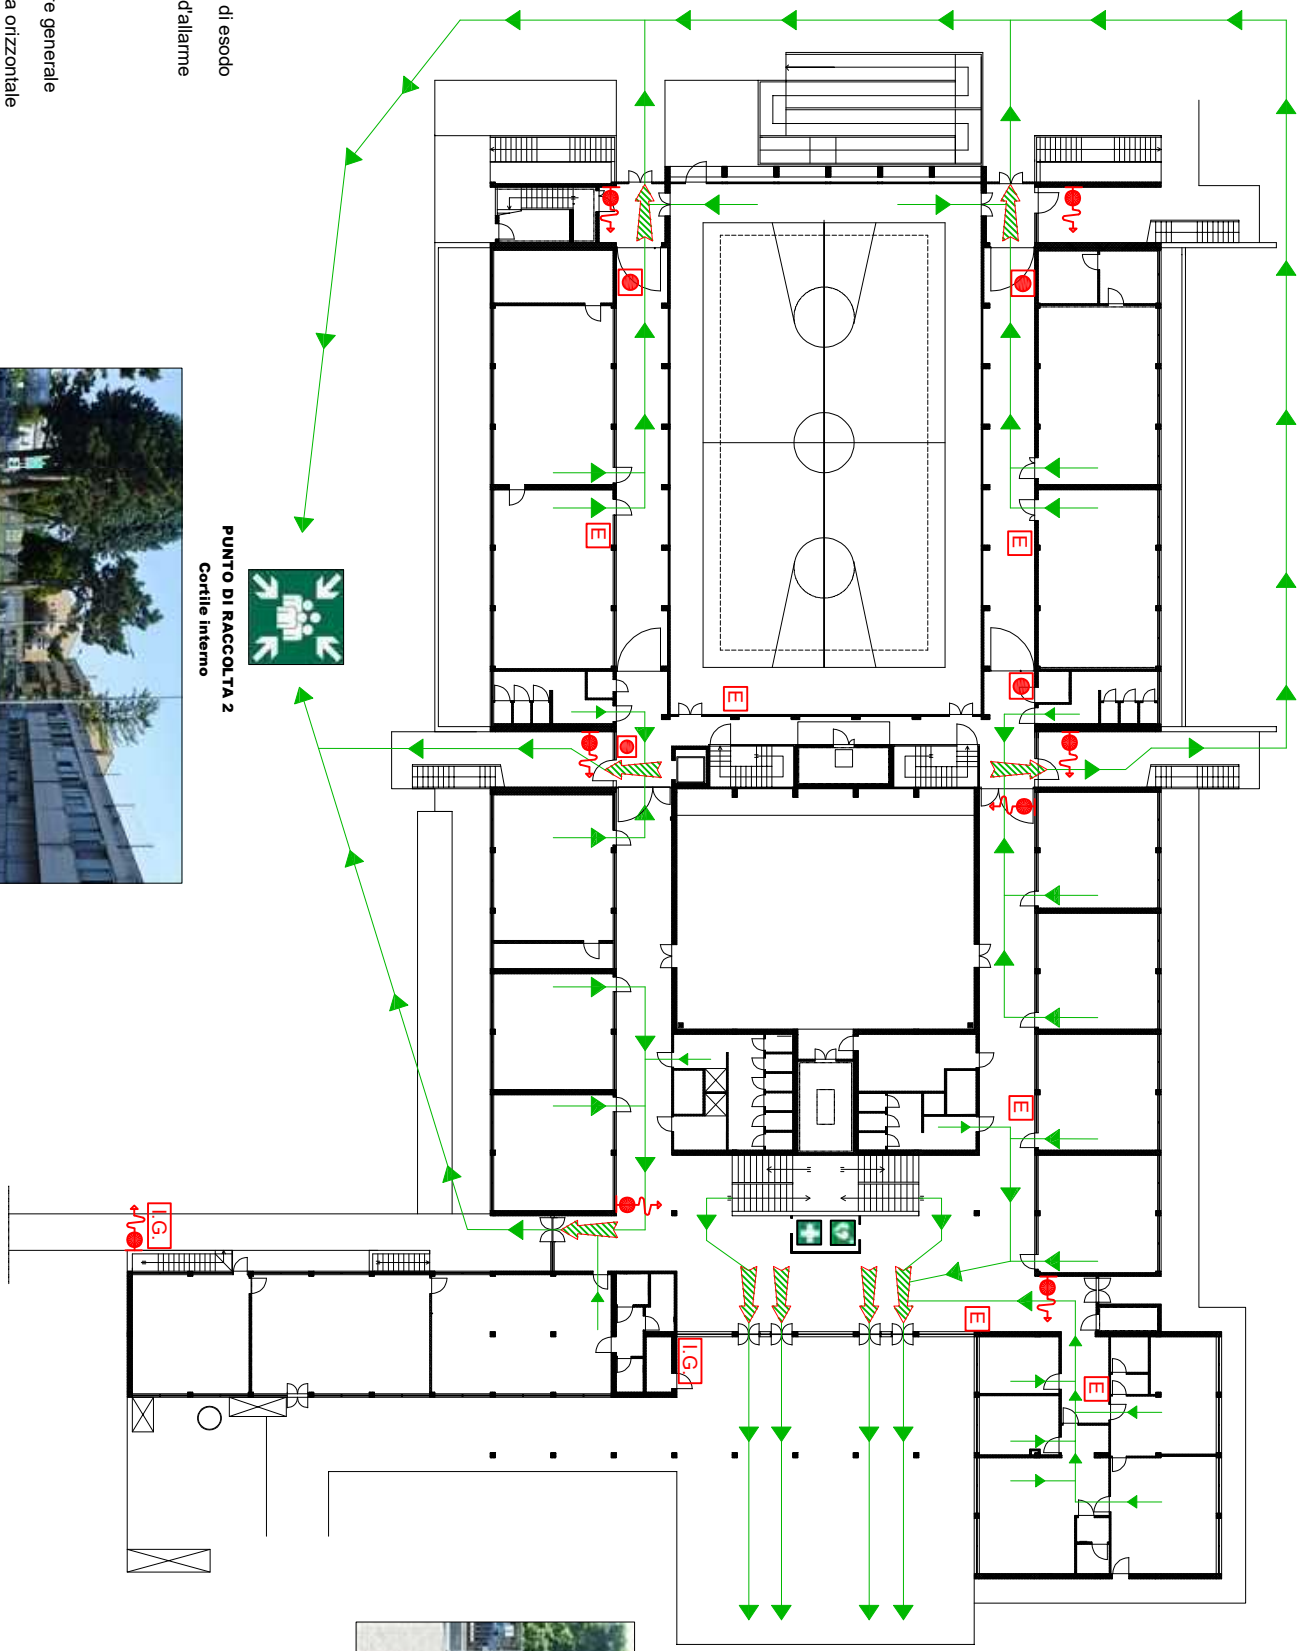 di esodo
d'allarme
e generale
a orizzontale
PUNTO DI RACCOLTA 2
Cortile interno
E
E
E
E
E
E
I.G.
I.G.